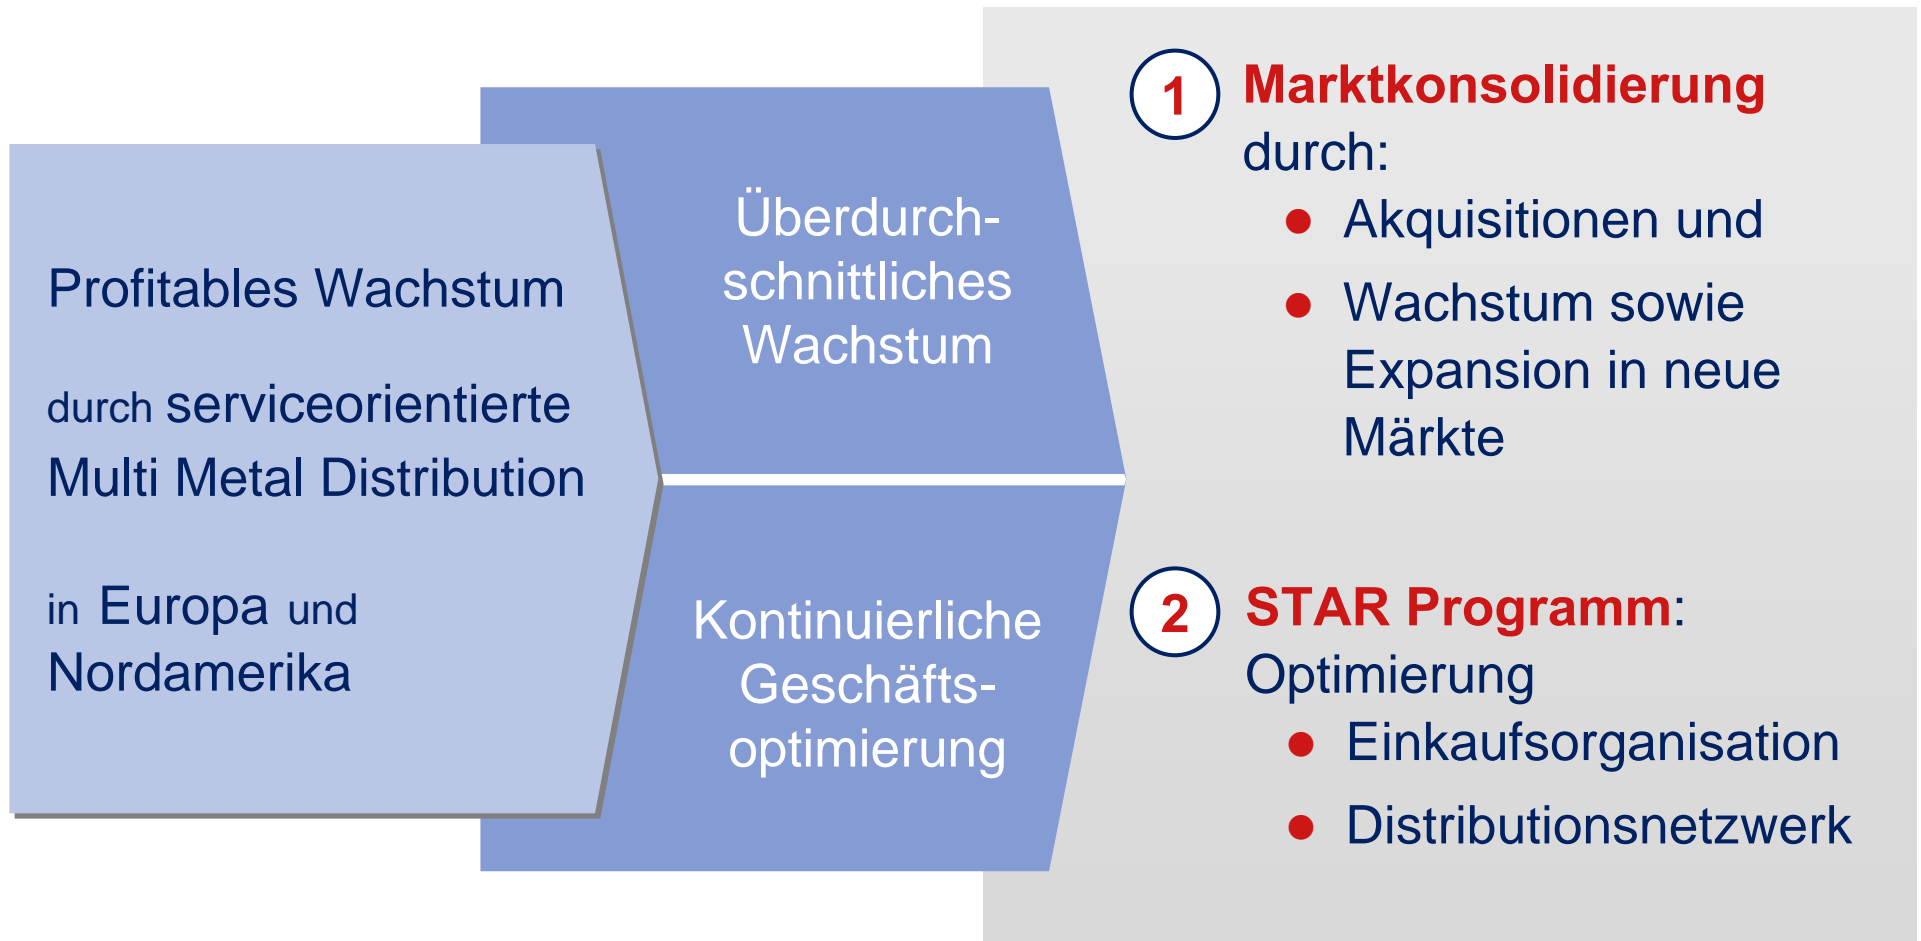 Profitables Wachstum
durch serviceorientierte
Multi Metal Distribution
in Europa und
Nordamerika
Überdurch-
schnittliches
Wachstum
Kontinuierliche
Geschäfts-
optimierung
1 Marktkonsolidierung
durch:
● Akquisitionen und
● Wachstum sowie
Expansion in neue
Märkte
2 STAR Programm:
Optimierung
● Einkaufsorganisation
● Distributionsnetzwerk